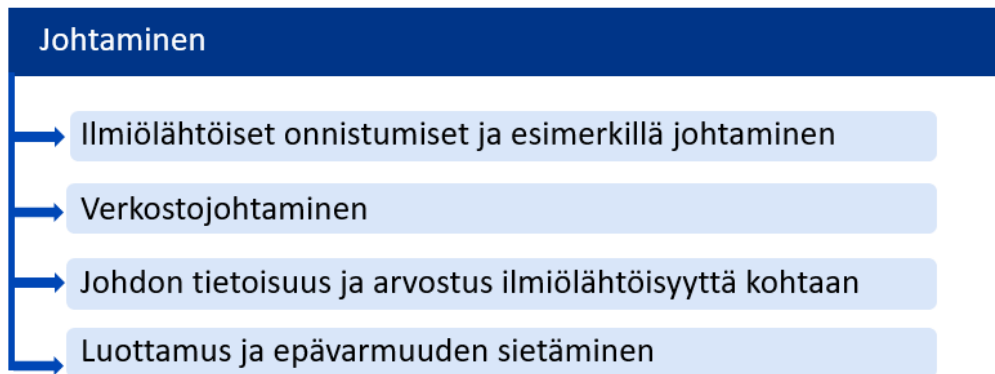 Johtaminen
Ilmiölähtöiset onnistumiset ja esimerkillä johtaminen
Verkostojohtaminen
Johdon tietoisuus ja arvostus ilmiölähtöisyyttä kohtaan
Luottamus ja epävarmuuden sietäminen